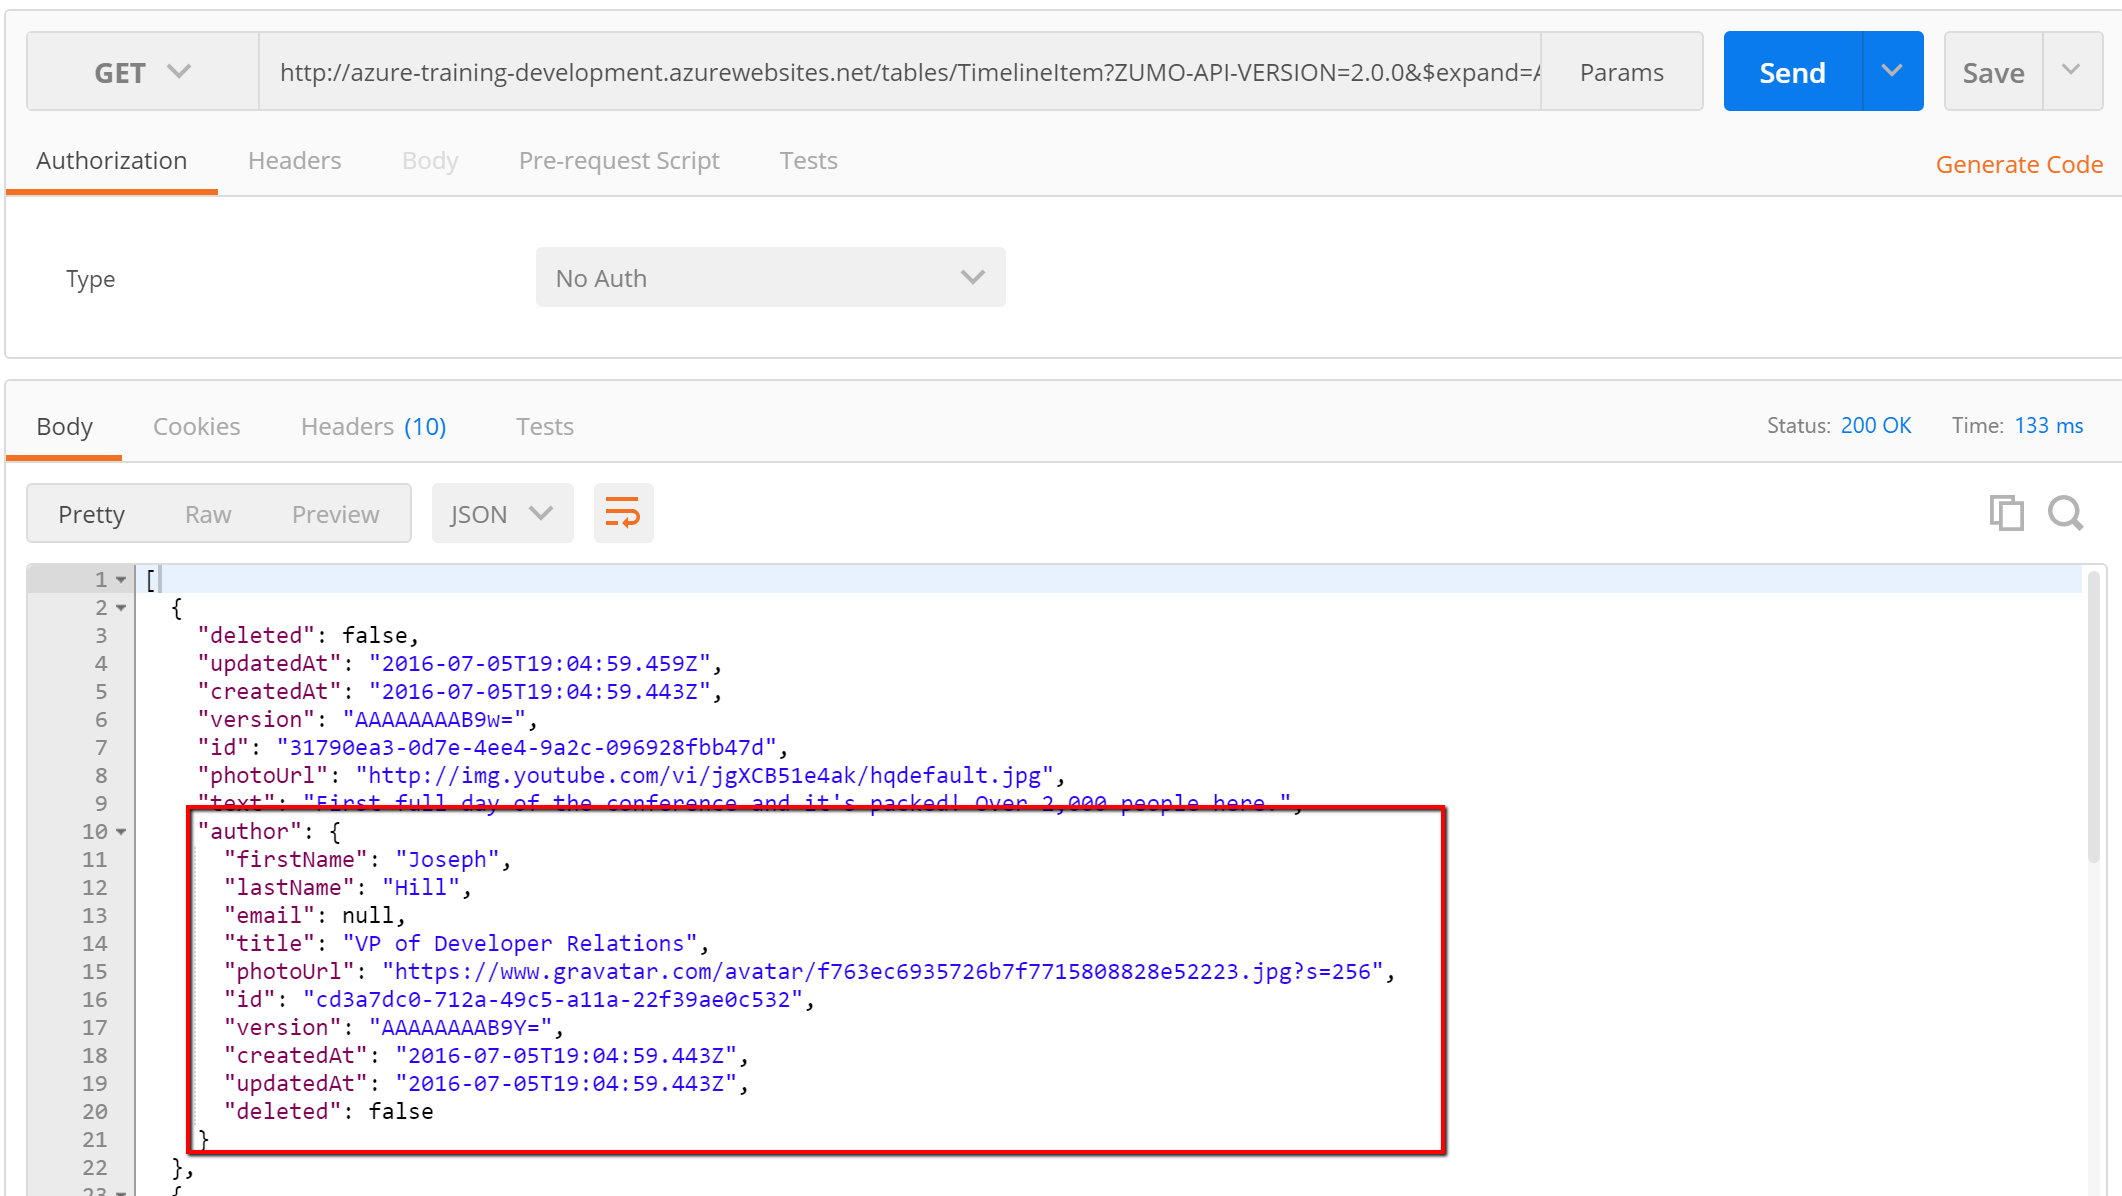 GET http://azure-training-development.azurewebsites.net/tables/TimelineItem?ZUMO-API-VERSION=2.0.0&$expand=A Params Send Save
Authorization Headers Body Pre-request Script Tests Generate Code
Type No Auth
Body Cookies Headers (10) Tests Status: 200 OK Time: 133 ms
Pretty Raw Preview JSON
1 [
2 {
3 "deleted": false,
4 "updatedAt": "2016-07-05T19:04:59.459Z",
5 "createdAt": "2016-07-05T19:04:59.443Z",
6 "version": "AAAAAAAAB9w=",
7 "id": "31790ea3-0d7e-4ee4-9a2c-096928fbb47d",
8 "photoUrl": "http://img.youtube.com/vi/jgXCB51e4ak/hqdefault.jpg",
9 "text": "First full day of the conference and it's packed! Over 2,000 people here.",
10 "author": {
11 "firstName": "Joseph",
12 "lastName": "Hill",
13 "email": null,
14 "title": "VP of Developer Relations",
15 "photoUrl": "https://www.gravatar.com/avatar/f763ec6935726b7f7715808828e52223.jpg?s=256",
16 "id": "cd3a7dc0-712a-49c5-a11a-22f39ae0c532",
17 "version": "AAAAAAAAB9Y=",
18 "createdAt": "2016-07-05T19:04:59.443Z",
19 "updatedAt": "2016-07-05T19:04:59.443Z",
20 "deleted": false
21 }
22 },
23 {